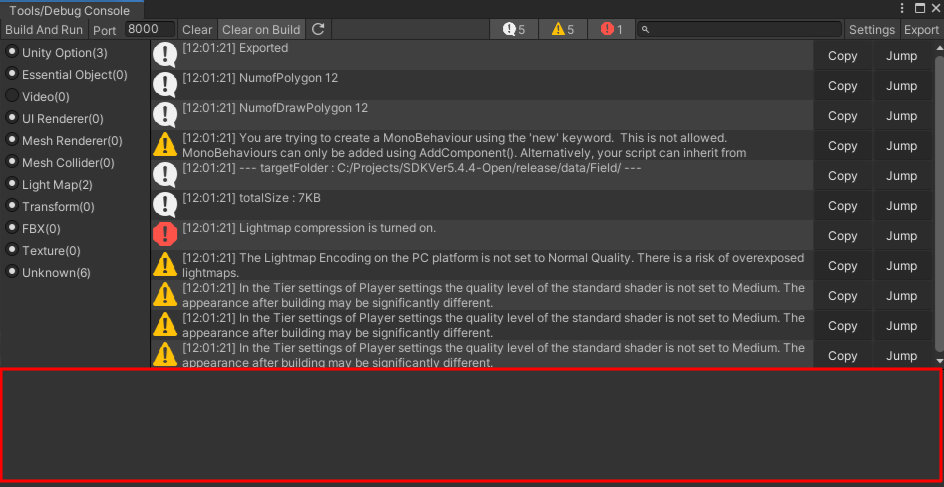 Tools/Debug Console
Build And Run Port 8000 Clear Clear on Build 5 5 1 Settings Export
Unity Option(3)
Essential Object(0)
Video(0)
UI Renderer(0)
Mesh Renderer(0)
Mesh Collider(0)
Light Map(2)
Transform(0)
FBX(0)
Texture(0)
Unknown(6)
[12:01:21] Exported
Copy Jump
[12:01:21] NumofPolygon 12
Copy Jump
[12:01:21] NumofDrawPolygon 12
Copy Jump
[12:01:21] You are trying to create a MonoBehaviour using the 'new' keyword.  This is not allowed.
MonoBehaviours can only be added using AddComponent(). Alternatively, your script can inherit from
Copy Jump
[12:01:21] --- targetFolder : C:/Projects/SDKVer5.4.4-Open/release/data/Field/ ---
Copy Jump
[12:01:21] totalSize : 7KB
Copy Jump
[12:01:21] Lightmap compression is turned on.
Copy Jump
[12:01:21] The Lightmap Encoding on the PC platform is not set to Normal Quality. There is a risk of overexposed
lightmaps.
Copy Jump
[12:01:21] In the Tier settings of Player settings the quality level of the standard shader is not set to Medium. The
appearance after building may be significantly different.
Copy Jump
[12:01:21] In the Tier settings of Player settings the quality level of the standard shader is not set to Medium. The
appearance after building may be significantly different.
Copy Jump
[12:01:21] In the Tier settings of Player settings the quality level of the standard shader is not set to Medium. The
appearance after building may be significantly different.
Copy Jump